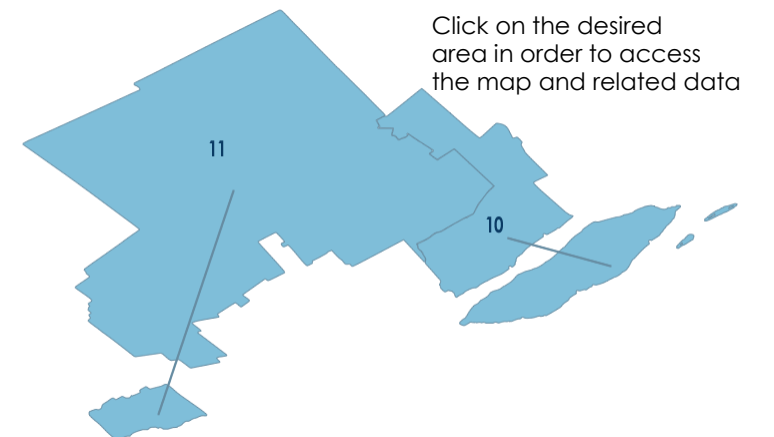 Click on the desired
area in order to access
the map and related data
11
10